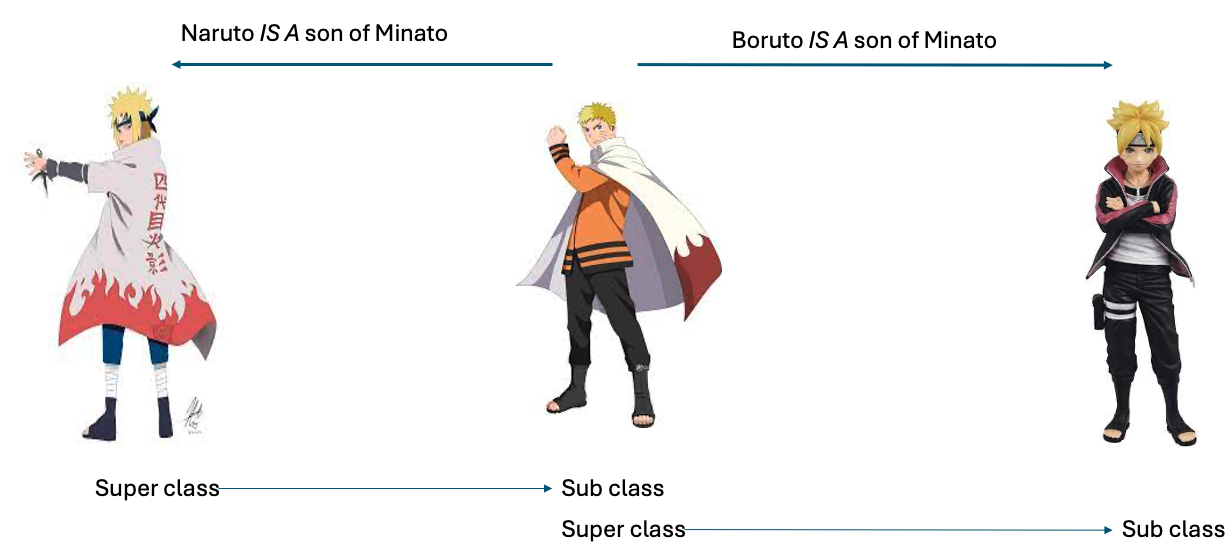 Naruto IS A son of Minato
Boruto IS A son of Minato
四代目火影
Super class
Sub class
Super class
Sub class